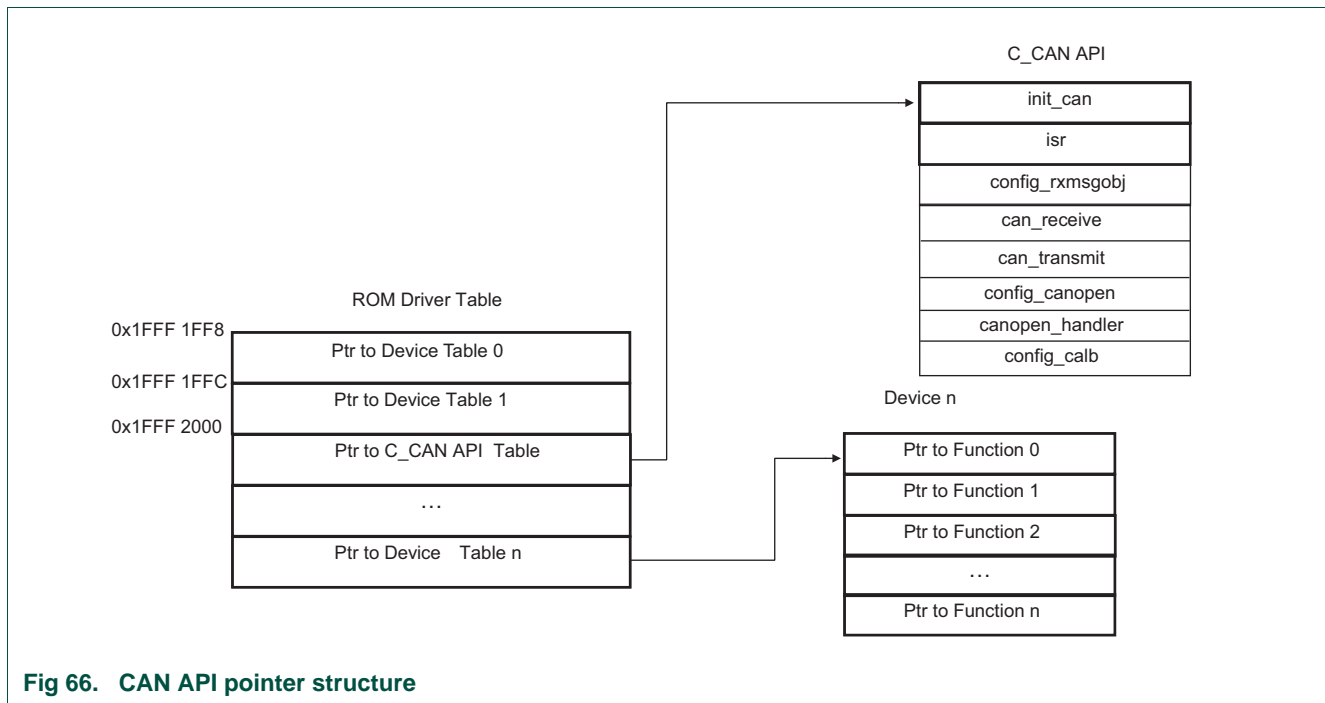 C_CAN API
init_can
isr
config_rxmsgobj
can_receive
can_transmit
config_canopen
canopen_handler
config_calb
ROM Driver Table
0x1FFF 1FF8
Ptr to Device Table 0
0x1FFF 1FFC
Ptr to Device Table 1
0x1FFF 2000
Ptr to C_CAN API Table
…
Ptr to Device Table n
Device n
Ptr to Function 0
Ptr to Function 1
Ptr to Function 2
…
Ptr to Function n
Fig 66. CAN API pointer structure